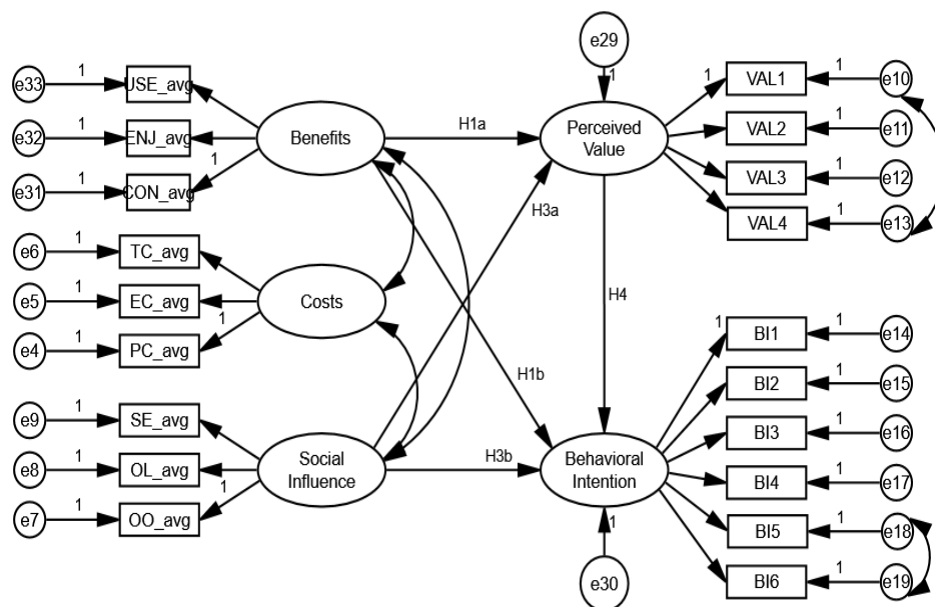 e29
1
e33
1
USE_avg
e32
1
ENJ_avg
e31
1
CON_avg
1
Benefits
H1a
Perceived
Value
1
VAL1
1
e10
VAL2
1
e11
VAL3
1
e12
VAL4
1
e13
H3a
e6
1
TC_avg
e5
1
EC_avg
e4
1
PC_avg
1
Costs
H4
H1b
e9
1
SE_avg
e8
1
OL_avg
e7
1
OO_avg
1
Social
Influence
H3b
Behavioral
Intention
1
e30
1
BI1
1
e14
BI2
1
e15
BI3
1
e16
BI4
1
e17
BI5
1
e18
BI6
1
e19